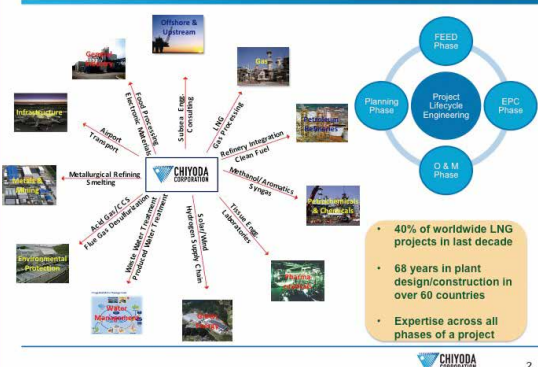 Offshore &
Upstream
Gas
Infrastructure
Petroleum
Refineries
Metals &
Mining
Petrochemicals
& Chemicals
Environmental
Protection
Water
Management
Food Processing
Electronic Materials
Subsea Eng.
Consulting
LNG
Gas Processing
Airport
Transport
Refinery Integration
Clean Fuel
Metallurgical Refining
Smelting
CHIYODA
CORPORATION
Methanol/Aromatics
Syngas
Acid Gas/CCS
Flue Gas Desulfurization
Waste Water Treatment
Produced Water Treatment
Solar/Wind
Hydrogen Supply Chain
Tissue Engg.
Laboratories
FEED
Phase
Planning
Phase
Project
Lifecycle
Engineering
EPC
Phase
O & M
Phase
• 40% of worldwide LNG
projects in last decade
• 68 years in plant
design/construction in
over 60 countries
• Expertise across all
phases of a project
CHIYODA
CORPORATION
2